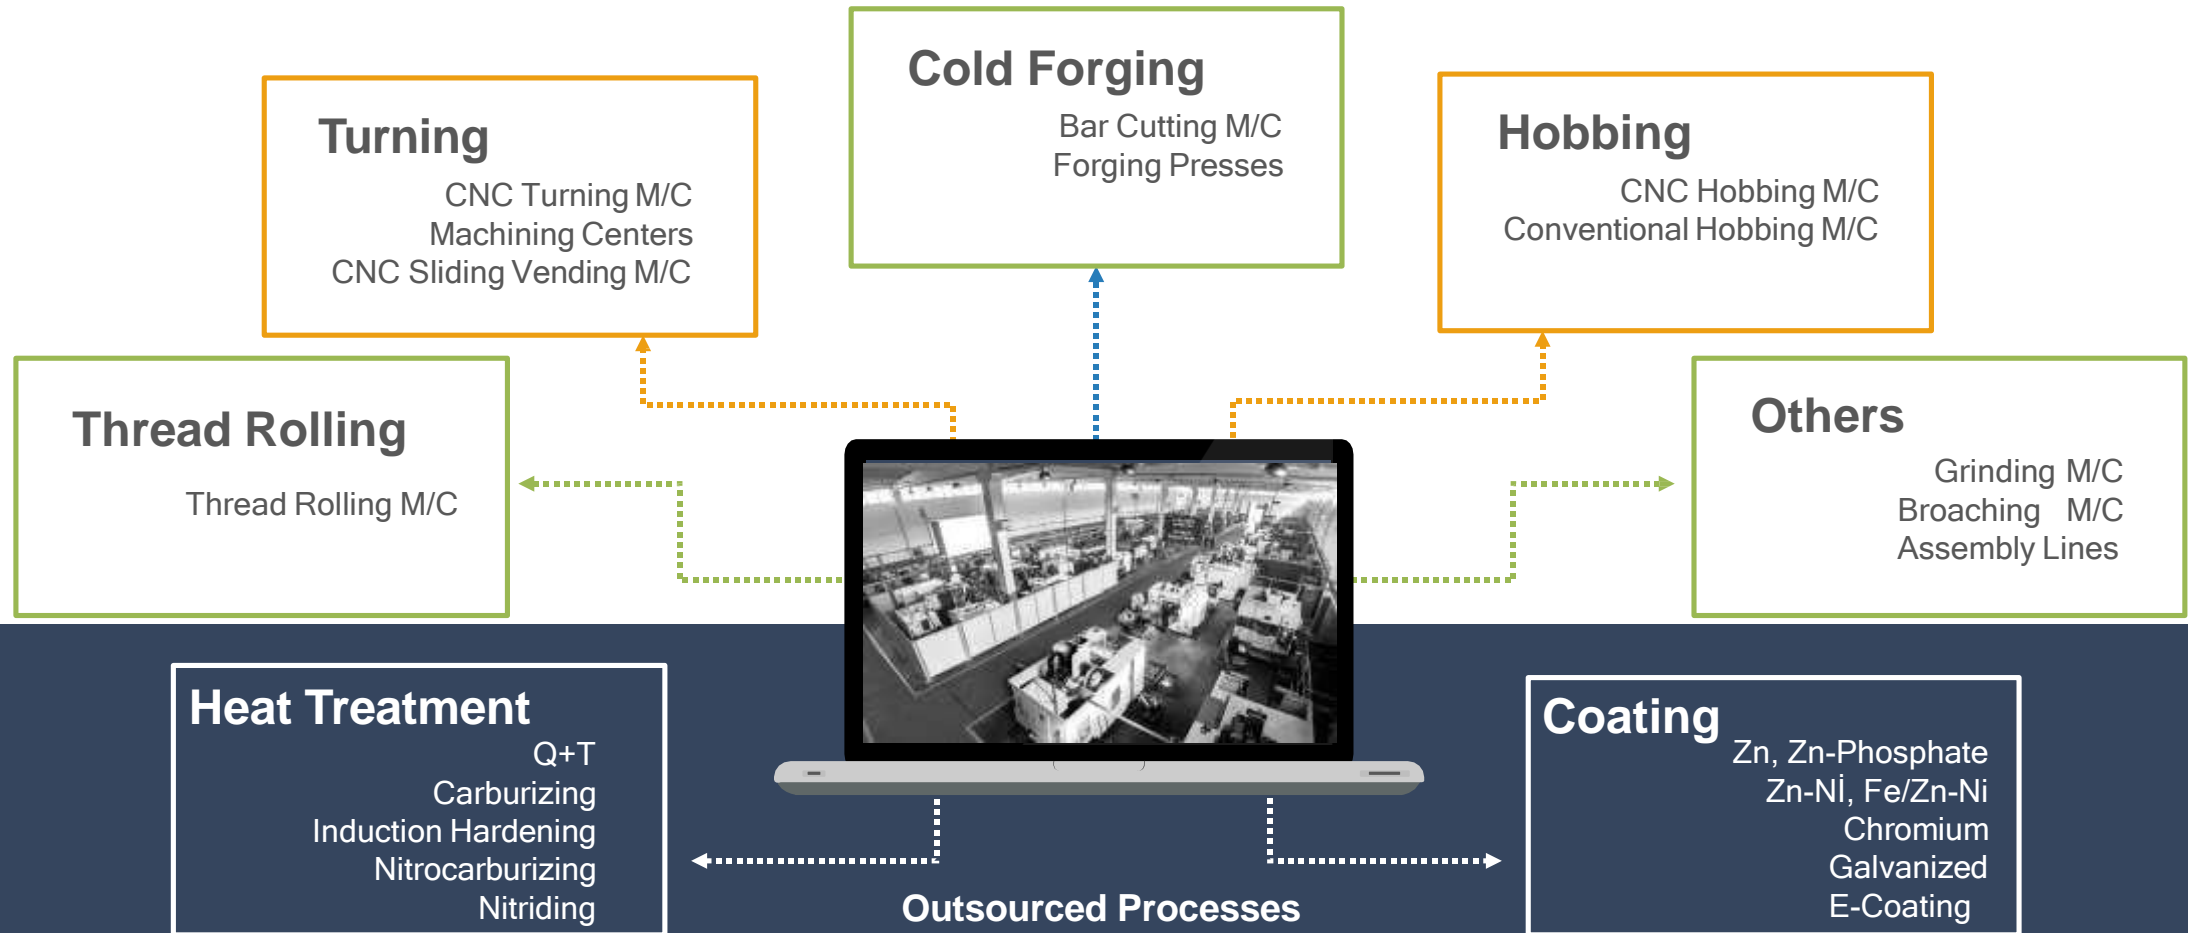 Cold Forging
Bar Cutting M/C
Forging Presses
Turning
CNC Turning M/C
Machining Centers
CNC Sliding Vending M/C
Hobbing
CNC Hobbing M/C
Conventional Hobbing M/C
Thread Rolling
Thread Rolling M/C
Others
Grinding M/C
Broaching M/C
Assembly Lines
Heat Treatment
Q+T
Carburizing
Induction Hardening
Nitrocarburizing
Nitriding
Outsourced Processes
Coating
Zn, Zn-Phosphate
Zn-Nİ, Fe/Zn-Ni
Chromium
Galvanized
E-Coating